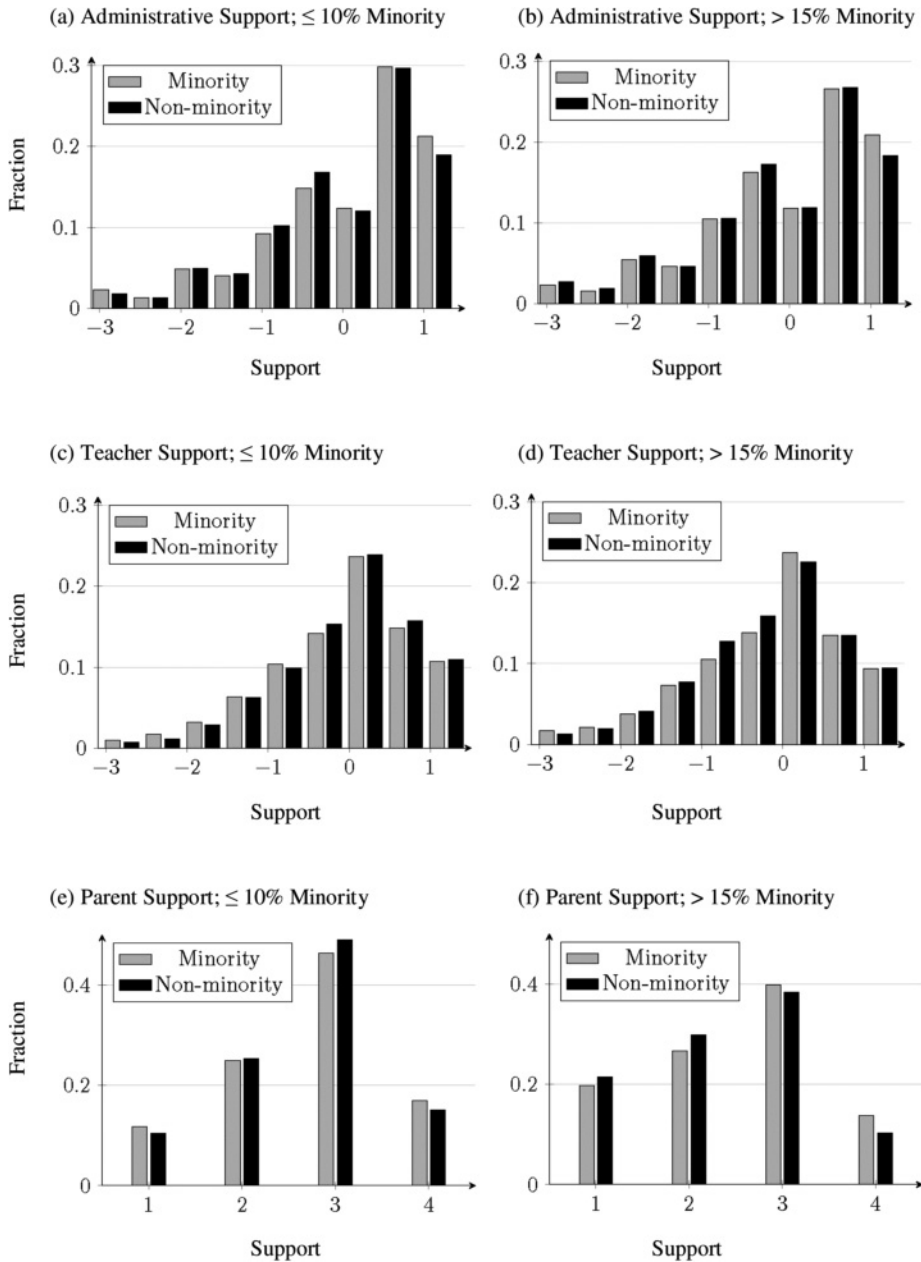 (a) Administrative Support; ≤ 10% Minority
0.3
Minority
Non-minority
0.2
Fraction
0.1
0
−3 −2 −1 0 1
Support
(b) Administrative Support; > 15% Minority
0.3
Minority
Non-minority
0.2
0.1
0
−3 −2 −1 0 1
Support
(c) Teacher Support; ≤ 10% Minority
0.3
Minority
Non-minority
0.2
Fraction
0.1
0
−3 −2 −1 0 1
Support
(d) Teacher Support; > 15% Minority
0.3
Minority
Non-minority
0.2
0.1
0
−3 −2 −1 0 1
Support
(e) Parent Support; ≤ 10% Minority
Minority
Non-minority
0.4
Fraction
0.2
0
1 2 3 4
Support
(f) Parent Support; > 15% Minority
Minority
Non-minority
0.4
0.2
0
1 2 3 4
Support